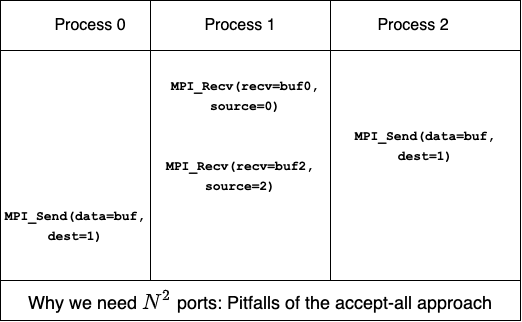 Process 0
Process 1
Process 2
MPI_Recv(recv=buf0,
source=0)
MPI_Send(data=buf,
dest=1)
MPI_Recv(recv=buf2,
source=2)
MPI_Send(data=buf,
dest=1)
Why we need N² ports: Pitfalls of the accept-all approach